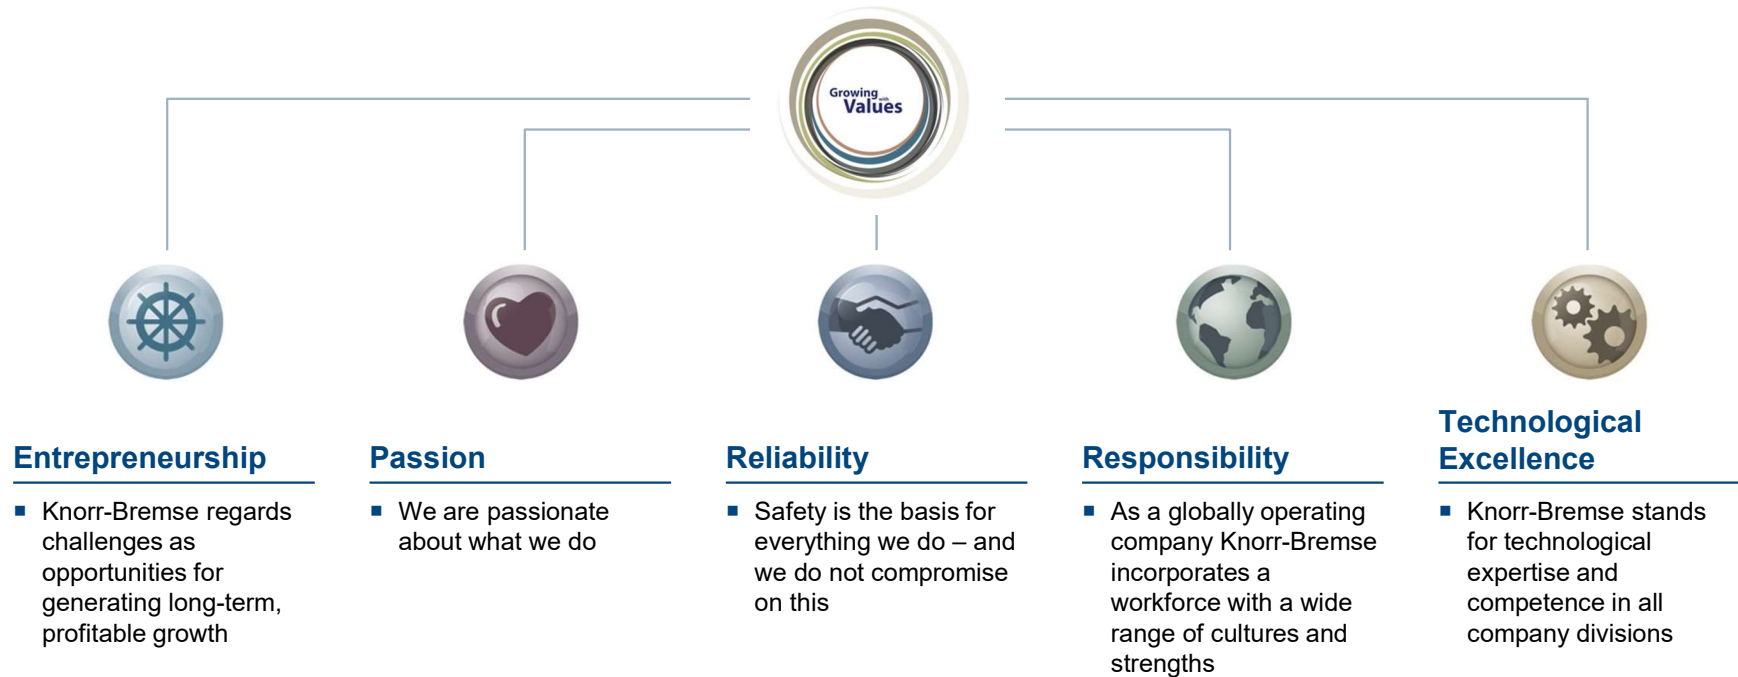 Growing with
Values
Entrepreneurship
▪ Knorr-Bremse regards
challenges as
opportunities for
generating long-term,
profitable growth
Passion
▪ We are passionate
about what we do
Reliability
▪ Safety is the basis for
everything we do – and
we do not compromise
on this
Responsibility
▪ As a globally operating
company Knorr-Bremse
incorporates a
workforce with a wide
range of cultures and
strengths
Technological
Excellence
▪ Knorr-Bremse stands
for technological
expertise and
competence in all
company divisions